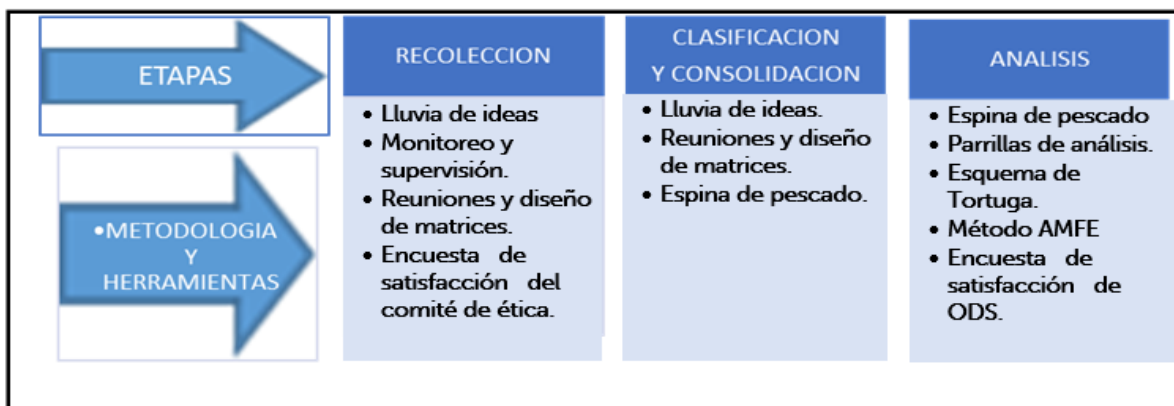 ETAPAS
RECOLECCION
CLASIFICACION
Y CONSOLIDACION
ANALISIS
•METODOLOGIA
Y
HERRAMIENTAS
• Lluvia de ideas
• Monitoreo y
supervisión.
• Reuniones y diseño
de matrices.
• Encuesta de
satisfacción del
comité de ética.
• Lluvia de ideas.
• Reuniones y diseño
de matrices.
• Espina de pescado.
• Espina de pescado
• Parrillas de análisis.
• Esquema de
Tortuga.
• Método AMFE
• Encuesta de
satisfacción de
ODS.